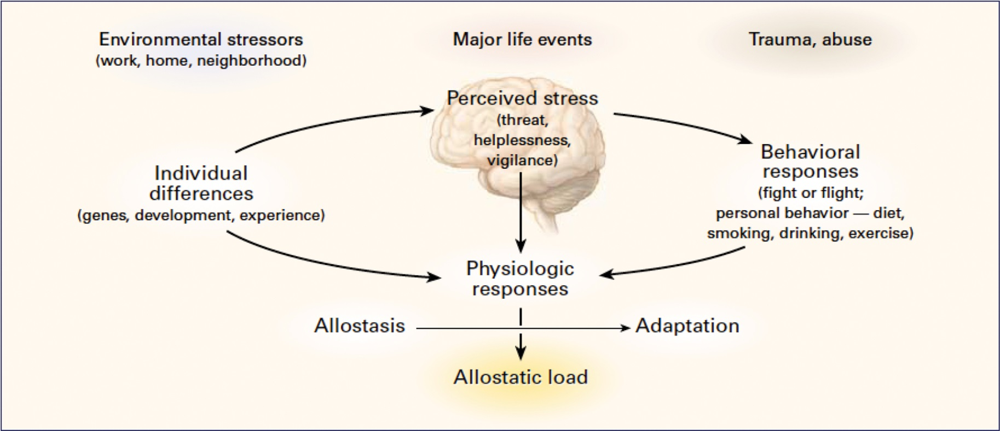 Environmental stressors
(work, home, neighborhood)
Major life events
Trauma, abuse
Perceived stress
(threat,
helplessness,
vigilance)
Individual
differences
(genes, development, experience)
Behavioral
responses
(fight or flight;
personal behavior — diet,
smoking, drinking, exercise)
Physiologic
responses
Allostasis
Adaptation
Allostatic load